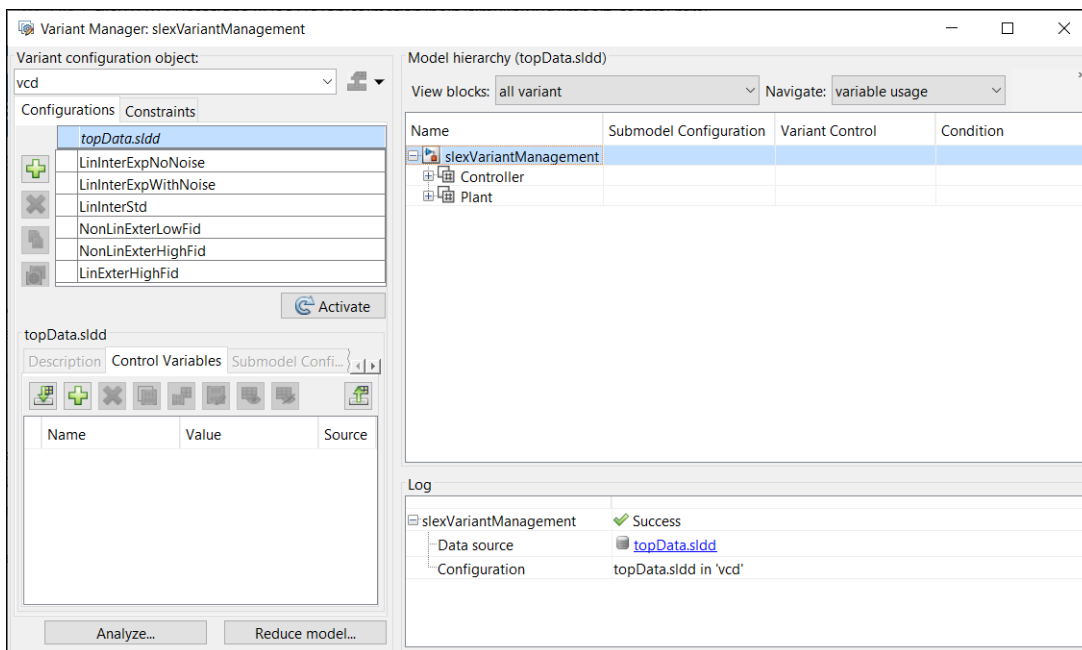 Variant Manager: slexVariantManagement
Variant configuration object:
vcd
Configurations Constraints
topData.sldd
LinInterExpNoNoise
LinInterExpWithNoise
LinInterStd
NonLinExterLowFid
NonLinExterHighFid
LinExterHighFid
Activate
topData.sldd
Description Control Variables Submodel Confi...
Name Value Source
Analyze... Reduce model...
Model hierarchy (topData.sldd)
View blocks: all variant Navigate: variable usage
Name Submodel Configuration Variant Control Condition
slexVariantManagement
Controller
Plant
Log
slexVariantManagement Success
Data source topData.sldd
Configuration topData.sldd in 'vcd'